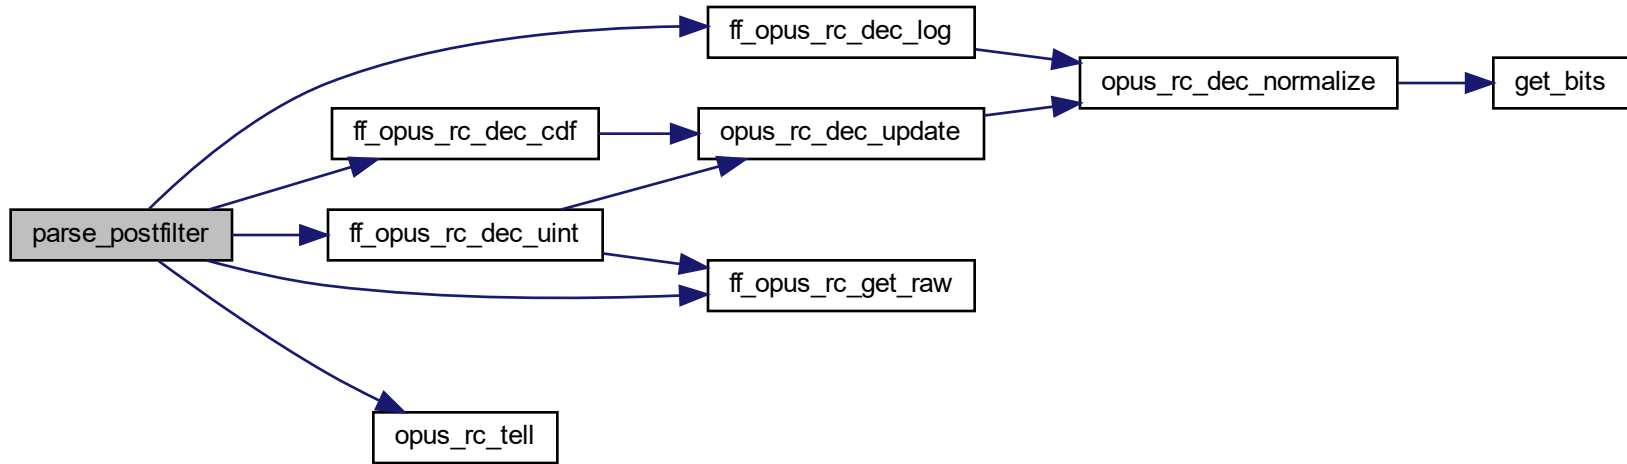 ff_opus_rc_dec_log
opus_rc_dec_normalize
get_bits
ff_opus_rc_dec_cdf
opus_rc_dec_update
parse_postfilter
ff_opus_rc_dec_uint
ff_opus_rc_get_raw
opus_rc_tell